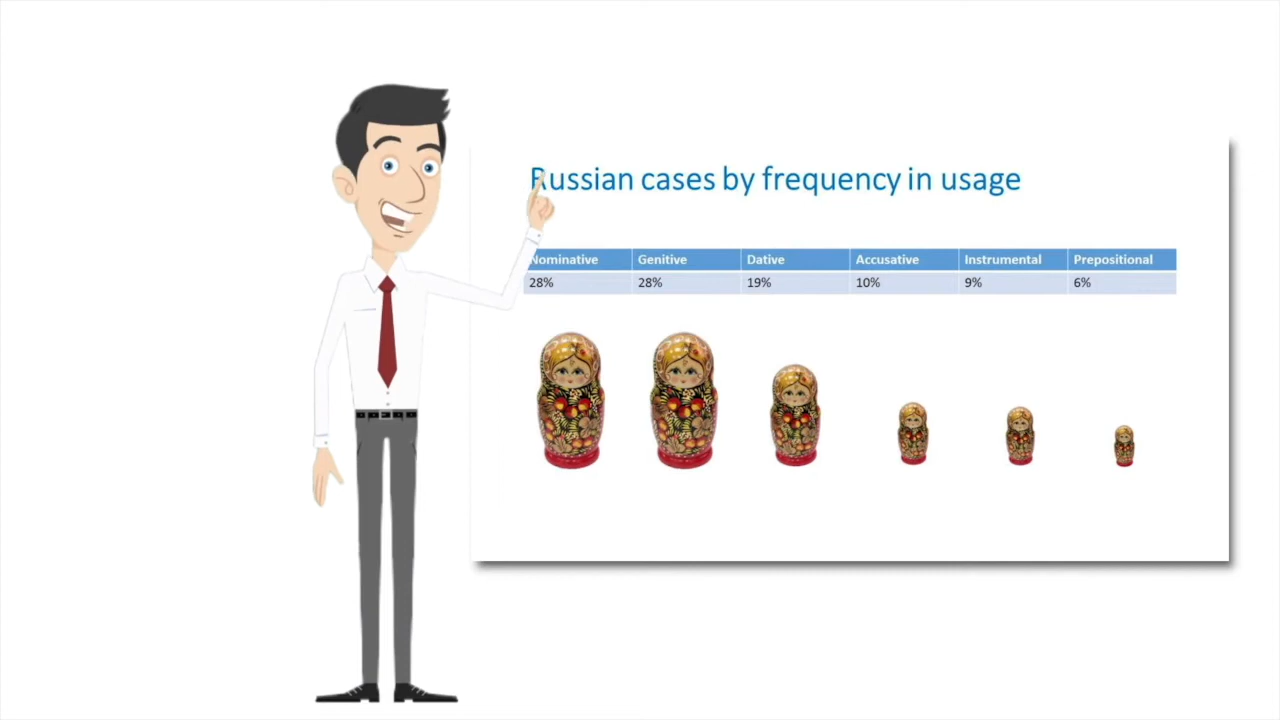 Russian cases by frequency in usage
Nominative Genitive Dative Accusative Instrumental Prepositional
28% 28% 19% 10% 9% 6%